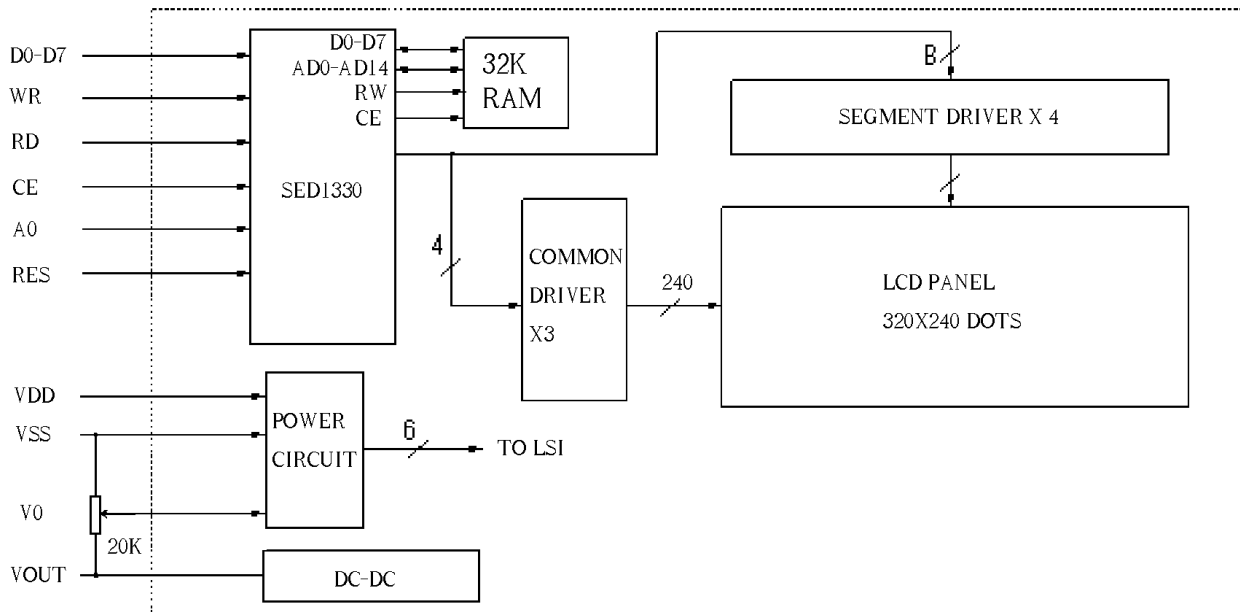 D0-D7
WR
RD
CE
A0
RES
SED1330
D0-D7
AD0-AD14
RW
CE
32K
RAM
8
SEGMENT DRIVER X 4
4
COMMON
DRIVER
X3
240
LCD PANEL
320X240 DOTS
VDD
VSS
V0
VOUT
20K
POWER
CIRCUIT
6
TO LSI
DC-DC